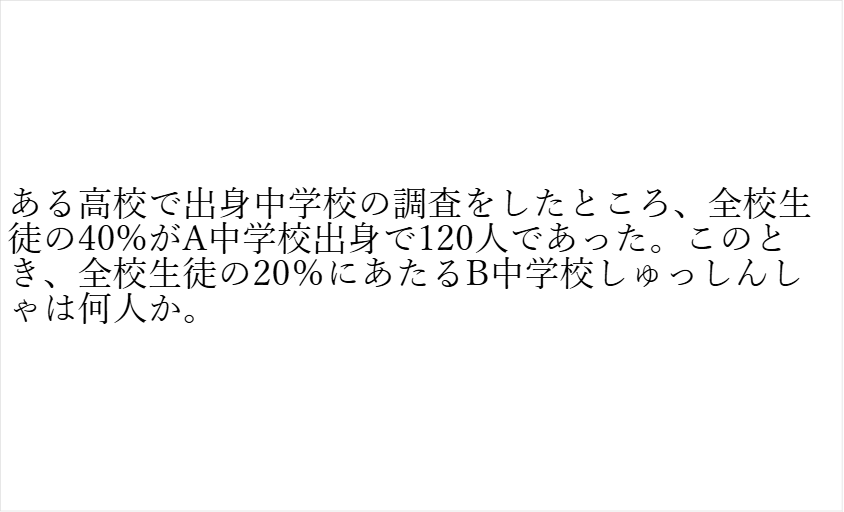 ある高校で出身中学校の調査をしたところ、全校生
徒の40%がA中学校出身で120人であった。このと
き、全校生徒の20%にあたるB中学校しゅっしんし
ゃは何人か。